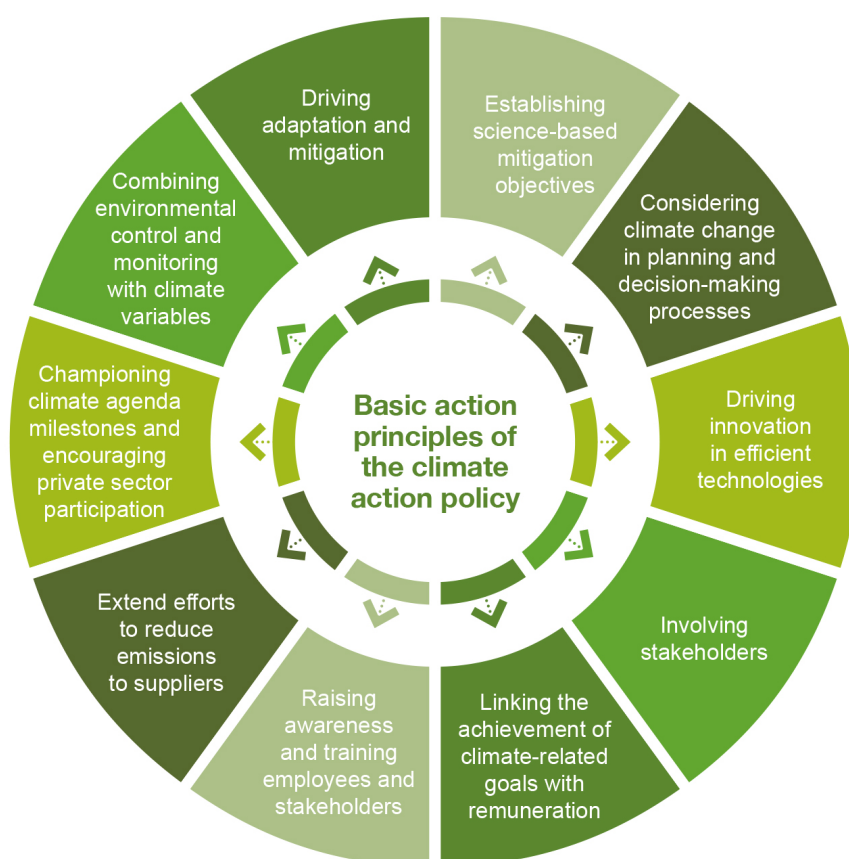 Basic action
principles of
the climate
action policy
Establishing
science-based
mitigation
objectives
Considering
climate change
in planning and
decision-making
processes
Driving
innovation
in efficient
technologies
Involving
stakeholders
Linking the
achievement of
climate-related
goals with
remuneration
Raising
awareness
and training
employees and
stakeholders
Extend efforts
to reduce
emissions
to suppliers
Championing
climate agenda
milestones and
encouraging
private sector
participation
Combining
environmental
control and
monitoring
with climate
variables
Driving
adaptation and
mitigation